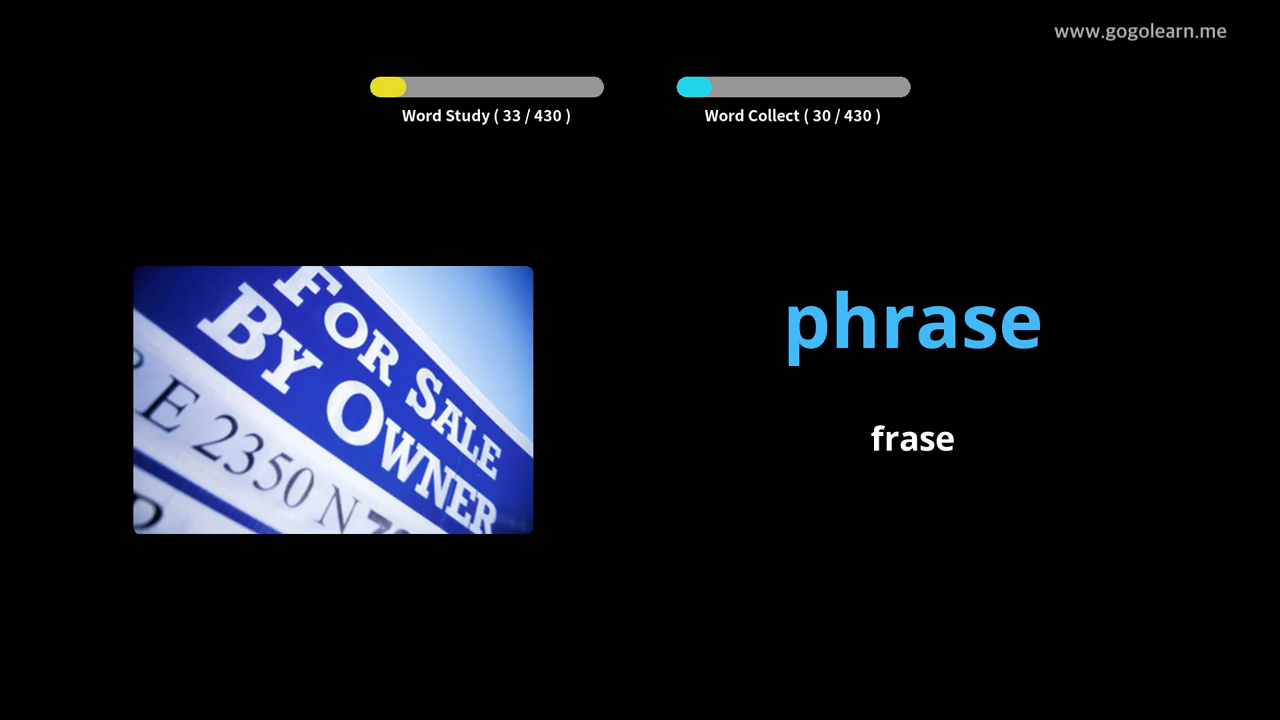 www.gogolearn.me
Word Study ( 33 / 430 )
Word Collect ( 30 / 430 )
FOR SALE
BY OWNER
E 2350 N
phrase
frase